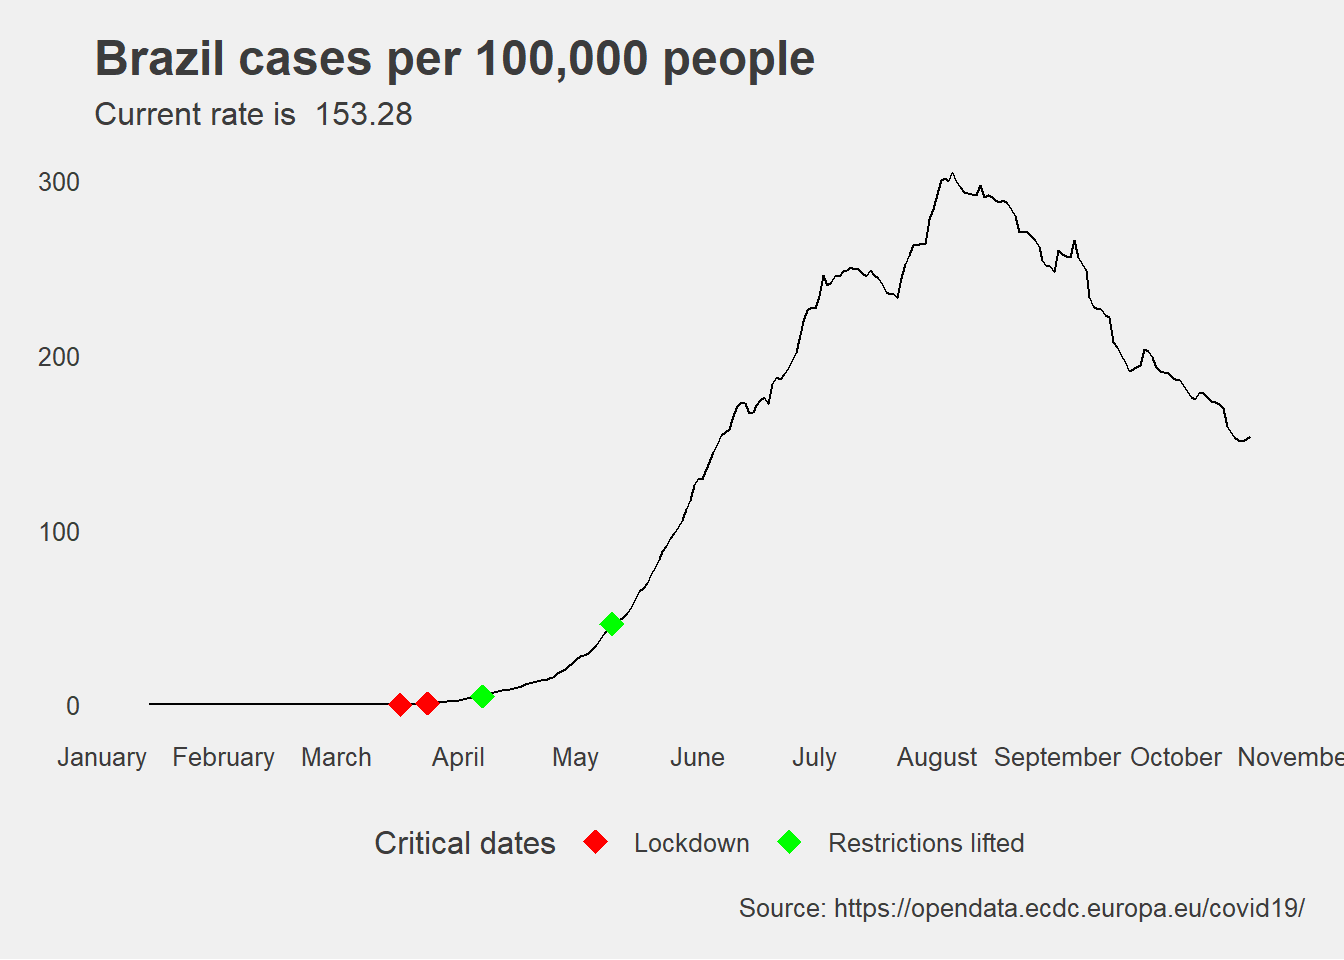 Brazil cases per 100,000 people
Current rate is  153.28
300
200
100
0
January February March April May June July August September October Novembe
Critical dates Lockdown Restrictions lifted
Source: https://opendata.ecdc.europa.eu/covid19/